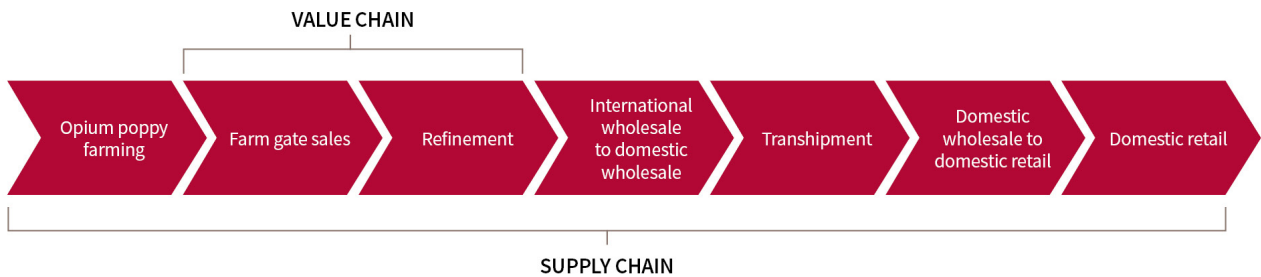 VALUE CHAIN
Opium poppy
farming
Farm gate sales
Refinement
International
wholesale
to domestic
wholesale
Transhipment
Domestic
wholesale to
domestic retail
Domestic retail
SUPPLY CHAIN